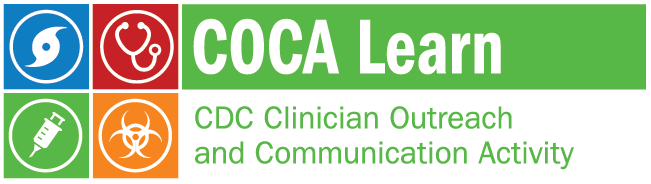 COCA Learn
CDC Clinician Outreach
and Communication Activity